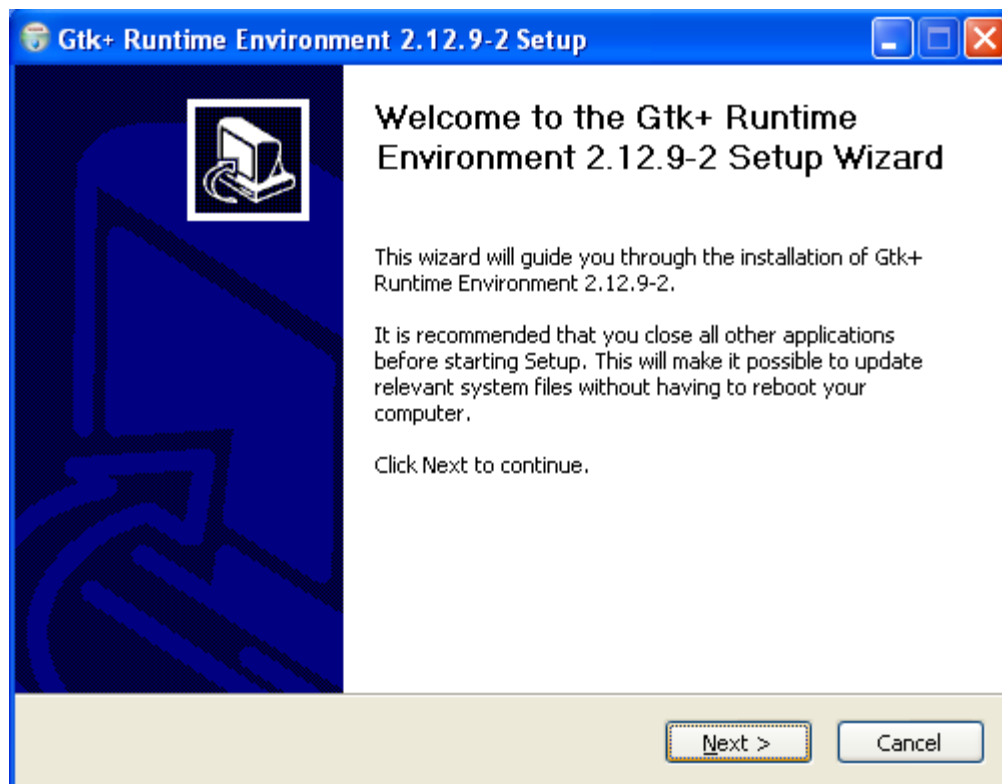 Gtk+ Runtime Environment 2.12.9-2 Setup
Welcome to the Gtk+ Runtime
Environment 2.12.9-2 Setup Wizard
This wizard will guide you through the installation of Gtk+
Runtime Environment 2.12.9-2.
It is recommended that you close all other applications
before starting Setup. This will make it possible to update
relevant system files without having to reboot your
computer.
Click Next to continue.
Next >
Cancel